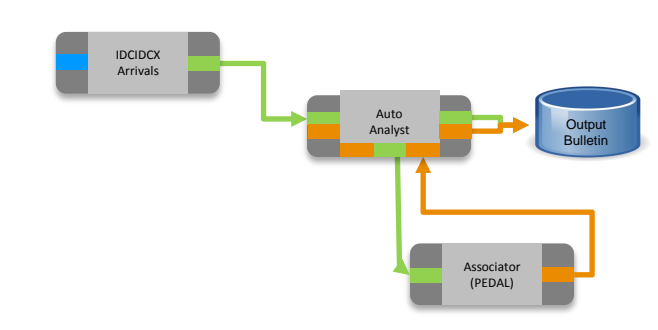 IDCIDCX
Arrivals
Auto
Analyst
Output
Bulletin
Associator
(PEDAL)